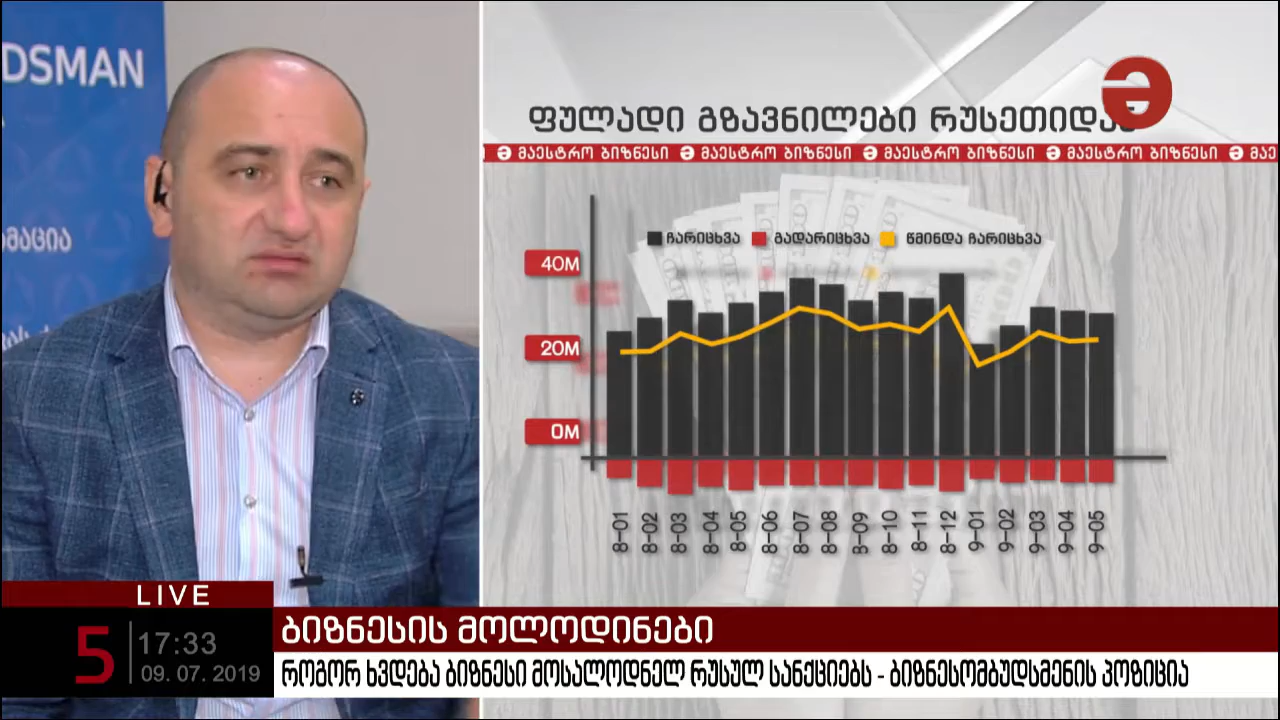 DSMAN
მაცია
ფულადი გზავნილები რუსეთიდან
მაესტრო ბიზნესი მაესტრო ბიზნესი მაესტრო ბიზნესი მაესტრო ბიზნესი მაე
ჩარიცხვა გადარიცხვა წმინდა ჩარიცხვა
40M
20M
0M
8-01 8-02 8-03 8-04 8-05 8-06 8-07 8-08 8-09 8-10 8-11 8-12 9-01 9-02 9-03 9-04 9-05
LIVE
5 17:33
09. 07. 2019
ბიზნესის მოლოდინები
როგორ ხვდება ბიზნესი მოსალოდნელ რუსულ სანქციებს - ბიზნესომბუდსმენის პოზიცია